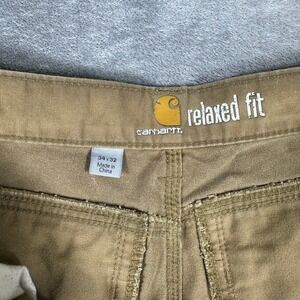 carhartt
relaxed fit
34 x 32
Made in
China